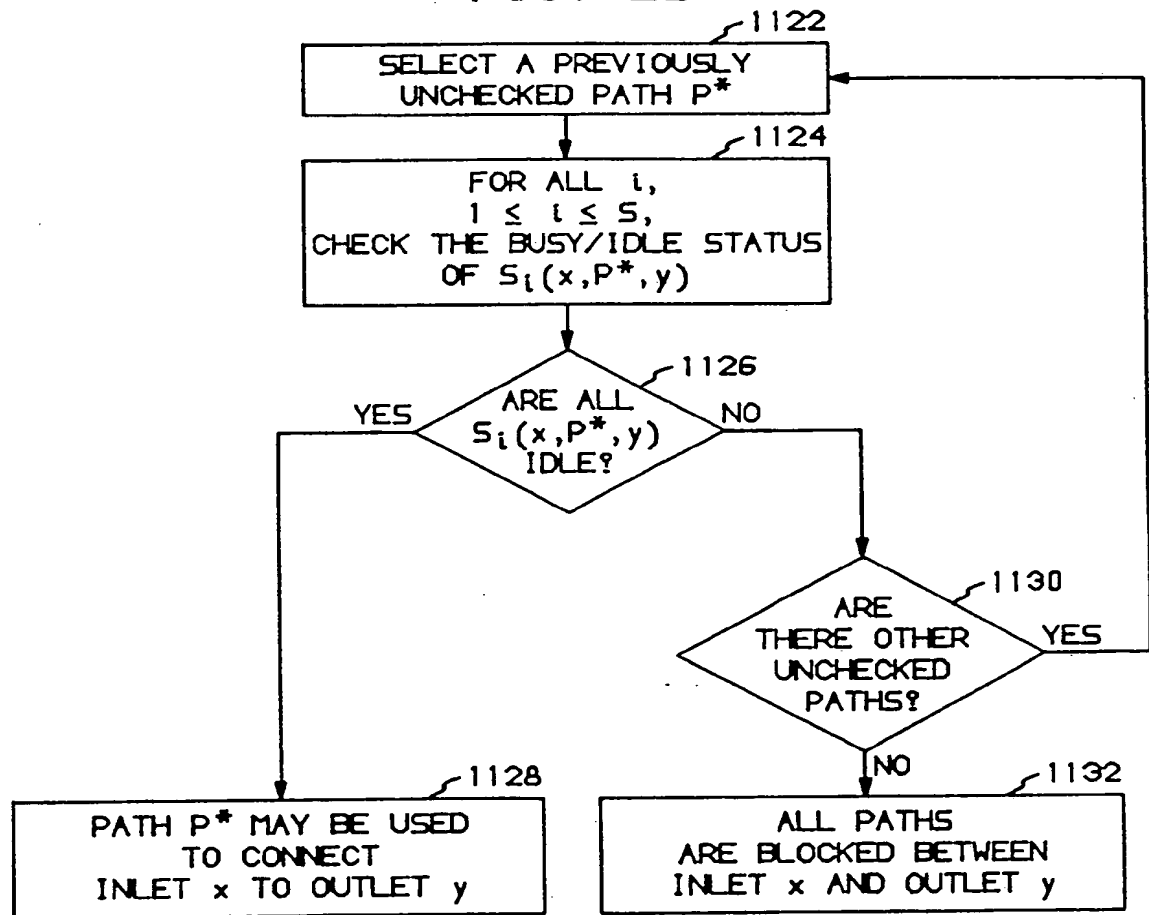 1122
SELECT A PREVIOUSLY
UNCHECKED PATH P*
1124
FOR ALL i,
1 ≤ i ≤ S,
CHECK THE BUSY/IDLE STATUS
OF Si(x,P*,y)
1126
YES
ARE ALL
Si(x,P*,y)
IDLE?
NO
1130
ARE
THERE OTHER
UNCHECKED
PATHS?
YES
NO
1128
PATH P* MAY BE USED
TO CONNECT
INLET x TO OUTLET y
1132
ALL PATHS
ARE BLOCKED BETWEEN
INLET x AND OUTLET y